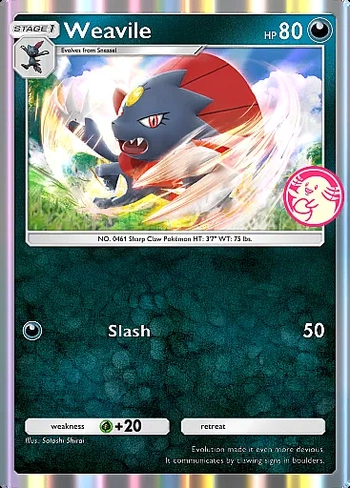 STAGE 1
Weavile
HP 80
Evolves from Sneasel
NO. 0461 Sharp Claw Pokémon HT: 3'7" WT: 75 lbs.
Slash 50
weakness +20 retreat
Illus. Satoshi Shirai
Evolution made it even more devious.
It communicates by clawing signs in boulders.